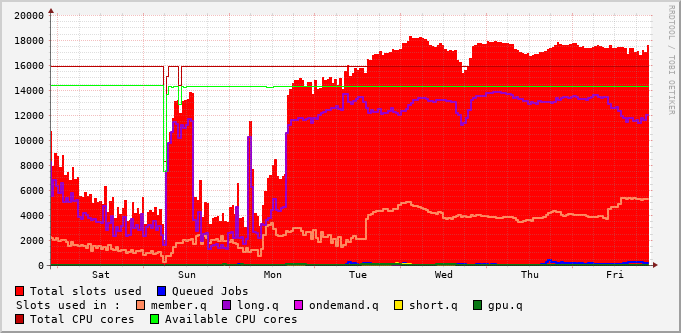 20000
18000
16000
14000
12000
10000
8000
6000
4000
2000
0
Sat Sun Mon Tue Wed Thu Fri
RRDTOOL / TOBI OETIKER
Total slots used Queued Jobs
Slots used in : member.q long.q ondemand.q short.q gpu.q
Total CPU cores Available CPU cores